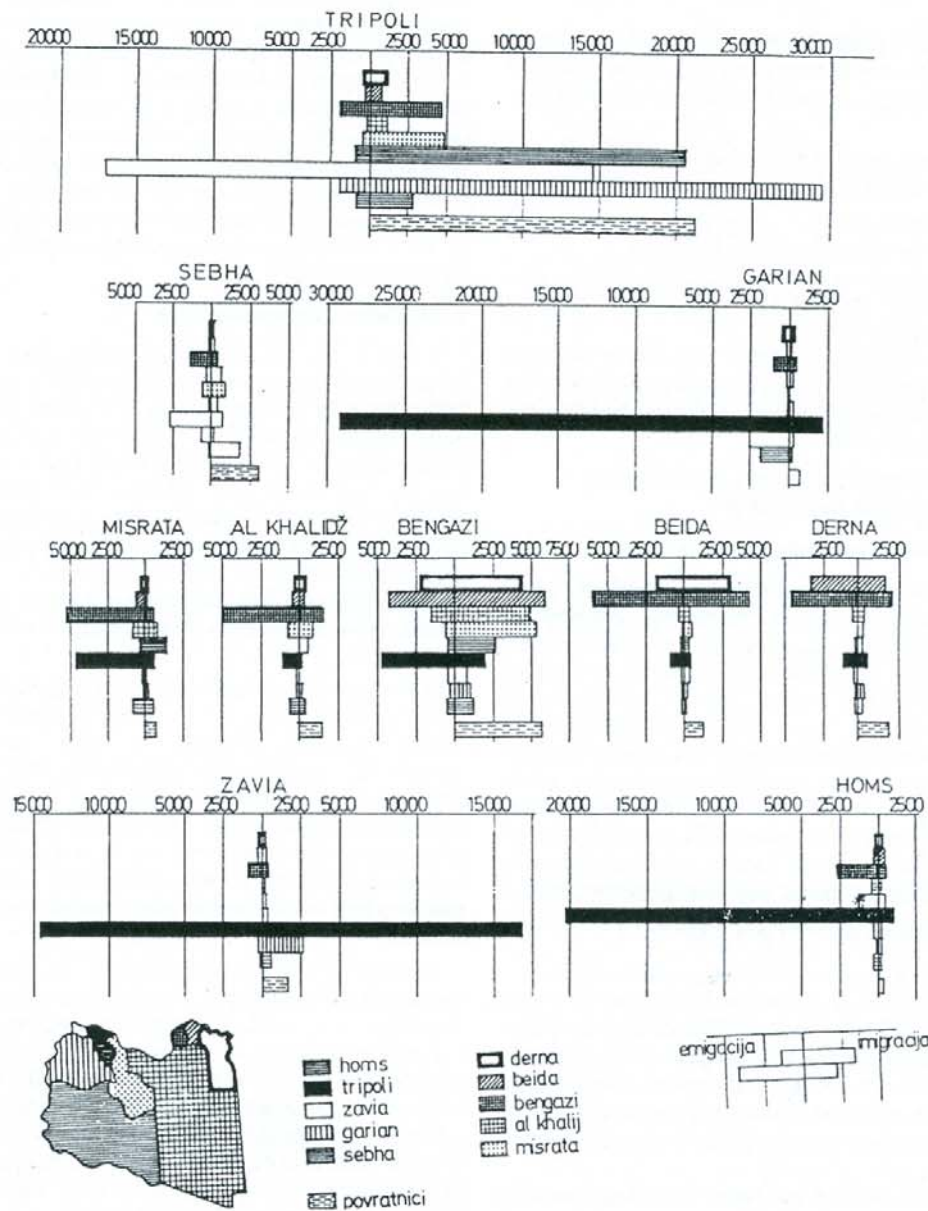 TRIPOLI
20000 15000 10000 5000 2500 2500 5000 10000 15000 20000 25000 30000
SEBHA
5000 2500 2500 5000
GARIAN
30000 25000 20000 15000 10000 5000 2500 2500
MISRATA
5000 2500 2500
AL KHALIDŽ
5000 2500 2500
BENGAZI
5000 2500 2500 5000 7500
BEIDA
5000 2500 2500 5000
DERNA
2500 2500
ZAVIA
15000 10000 5000 2500 2500 5000 10000 15000
HOMS
20000 15000 10000 5000 2500 2500
homs
tripoli
zavia
garian
sebha
povratnici
derna
beida
bengazi
al khalij
misrata
emigracija imigracija